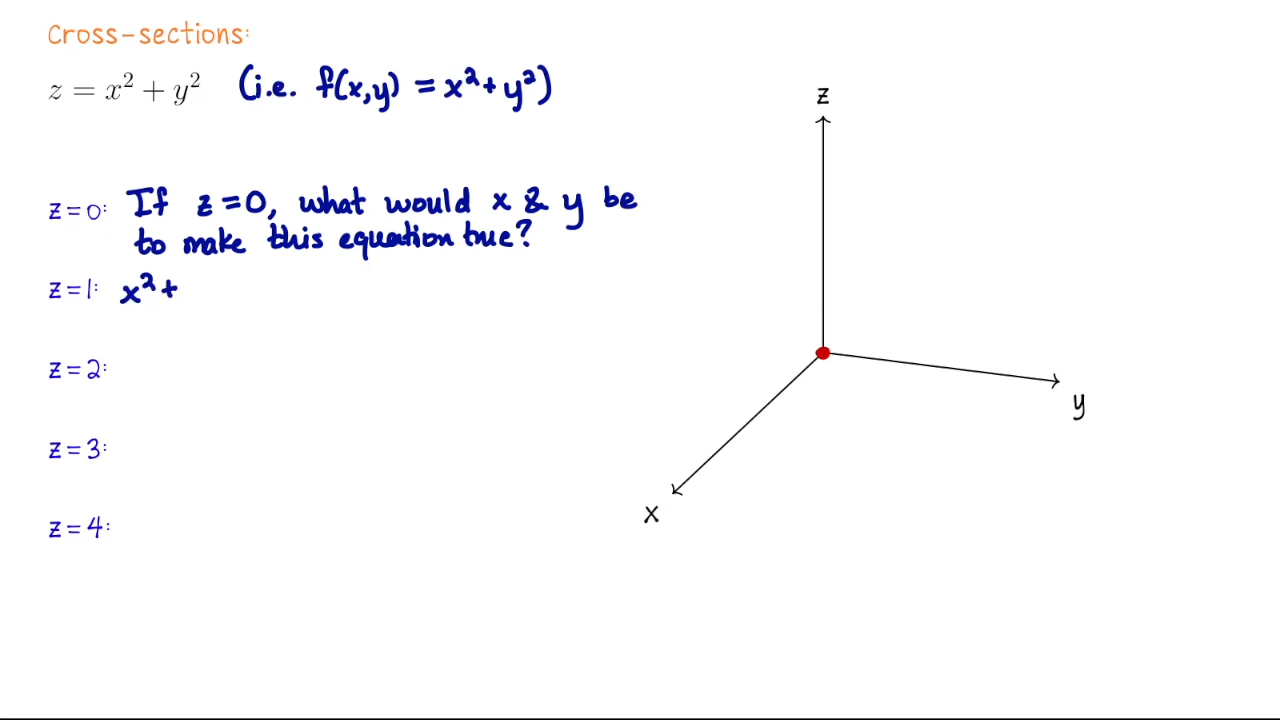 Cross-sections:
z = x² + y² (i.e. f(x,y) = x² + y²)
z=0: If z=0, what would x & y be
to make this equation true?
z=1: x² +
z=2:
z=3:
z=4:
z
y
x